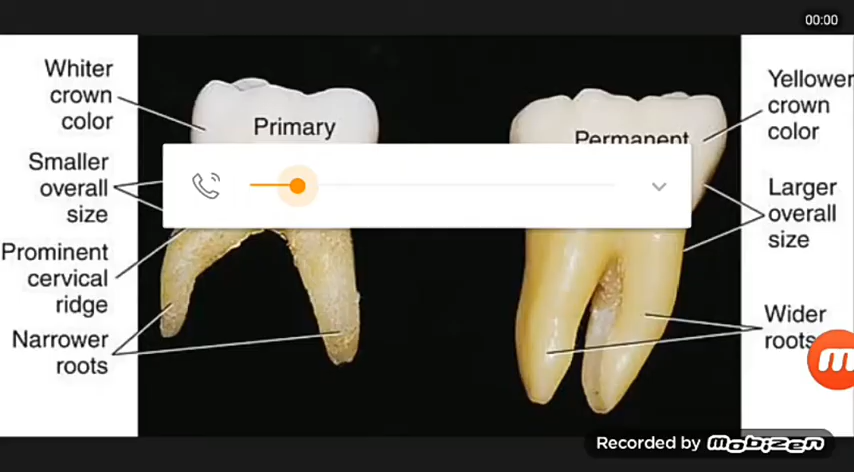 00:00
Whiter
crown
color
Smaller
overall
size
Prominent
cervical
ridge
Narrower
roots
Primary
Permanent
Yellower
crown
color
Larger
overall
size
Wider
roots
Recorded by mobizen